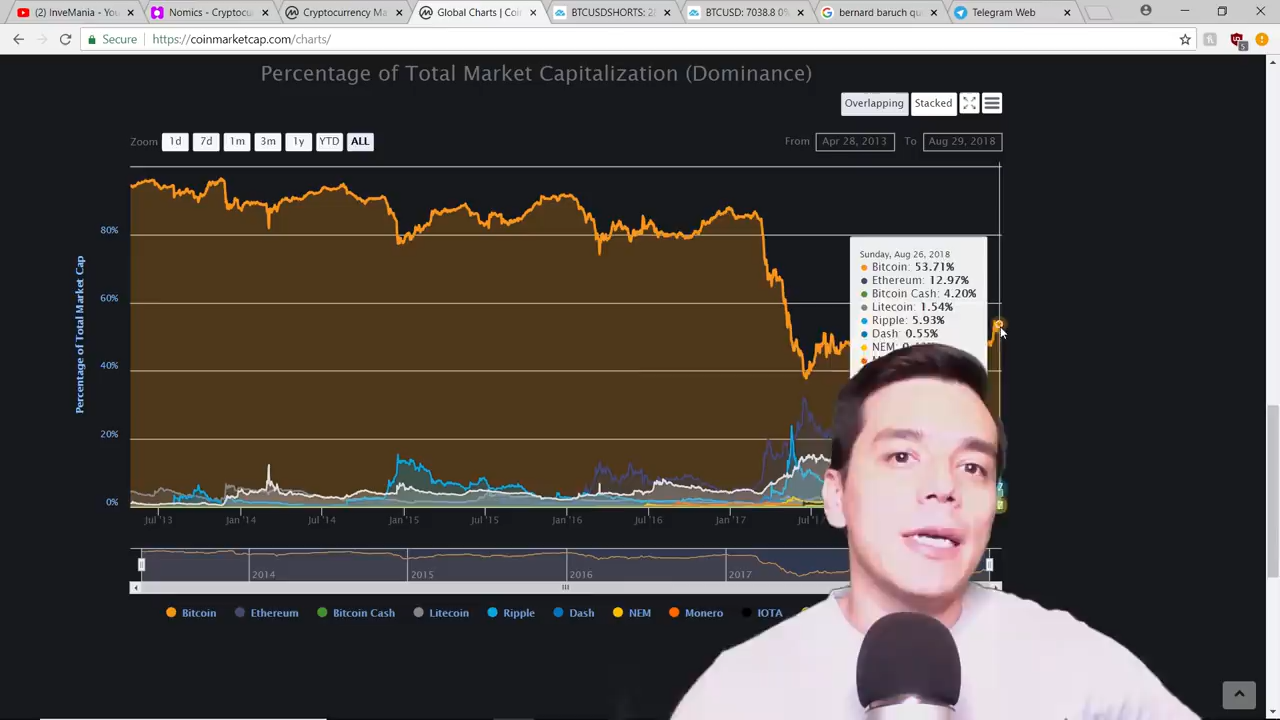 (2) InveMania - You
Nomics - Cryptocu
Cryptocurrency Ma
Global Charts | Coi
BTCUSDSHORTS: 2
BTCUSD: 7038.8 0%
bernard baruch qu
Telegram Web
Secure
https://coinmarketcap.com/charts/
5
Percentage of Total Market Capitalization (Dominance)
Overlapping
Stacked
Zoom 1d 7d 1m 3m 1y YTD ALL
From Apr 28, 2013 To Aug 29, 2018
Percentage of Total Market Cap
80%
60%
40%
20%
0%
Sunday, Aug 26, 2018
Bitcoin: 53.71%
Ethereum: 12.97%
Bitcoin Cash: 4.20%
Litecoin: 1.54%
Ripple: 5.93%
Dash: 0.55%
NEM:
Jul '13 Jan '14 Jul '14 Jan '15 Jul '15 Jan '16 Jul '16 Jan '17 Jul '1
2014 2015 2016 2017
Bitcoin Ethereum Bitcoin Cash Litecoin Ripple Dash NEM Monero IOTA